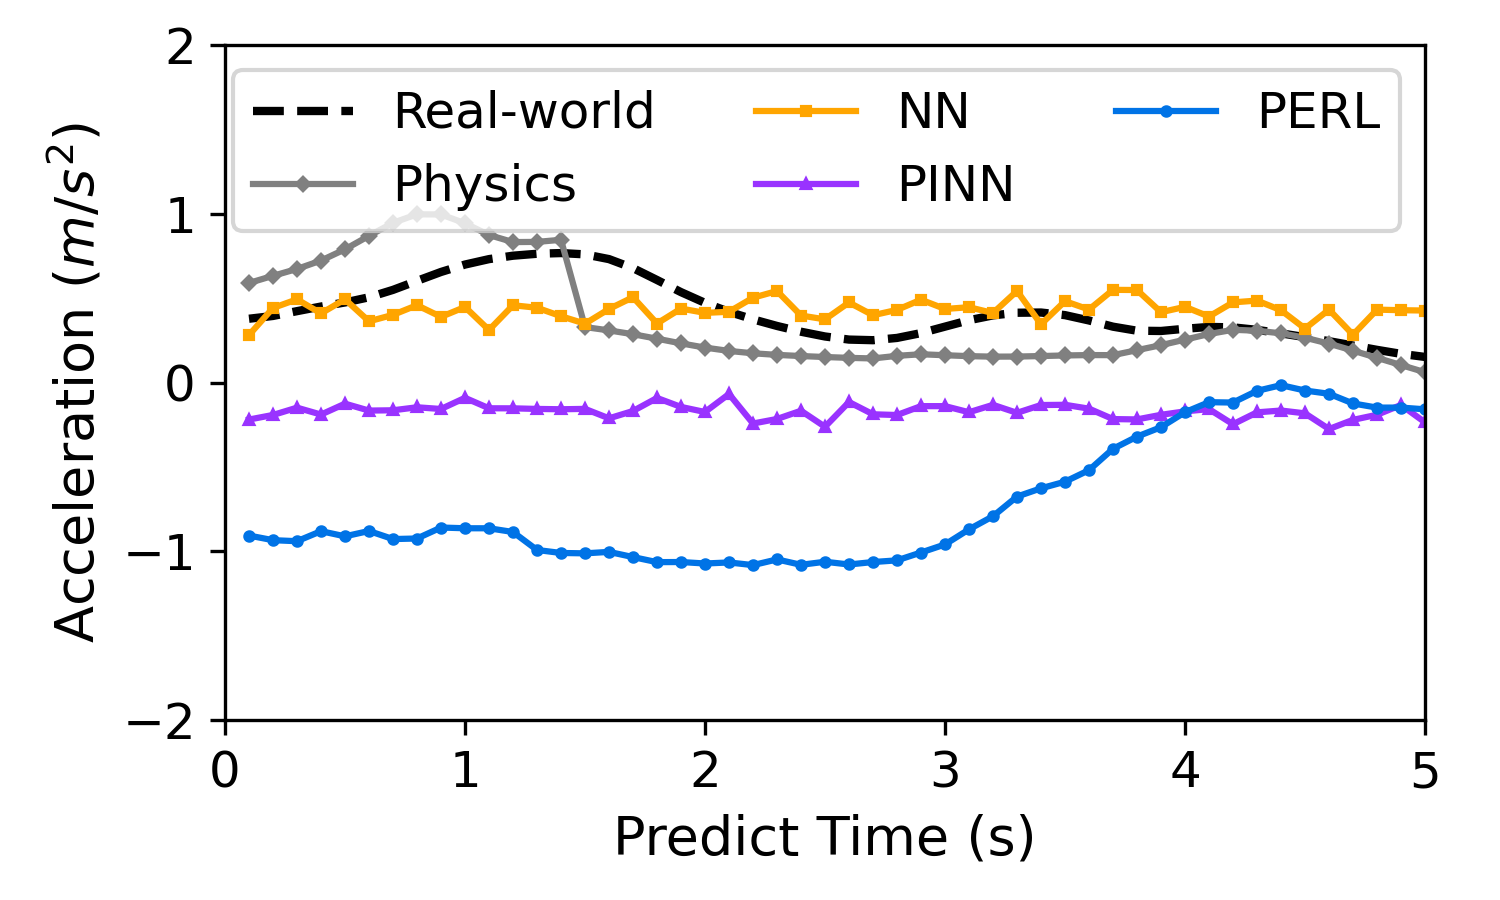 2
1
0
−1
−2
Acceleration (m/s²)
Real-world
Physics
NN
PINN
PERL
0 1 2 3 4 5
Predict Time (s)